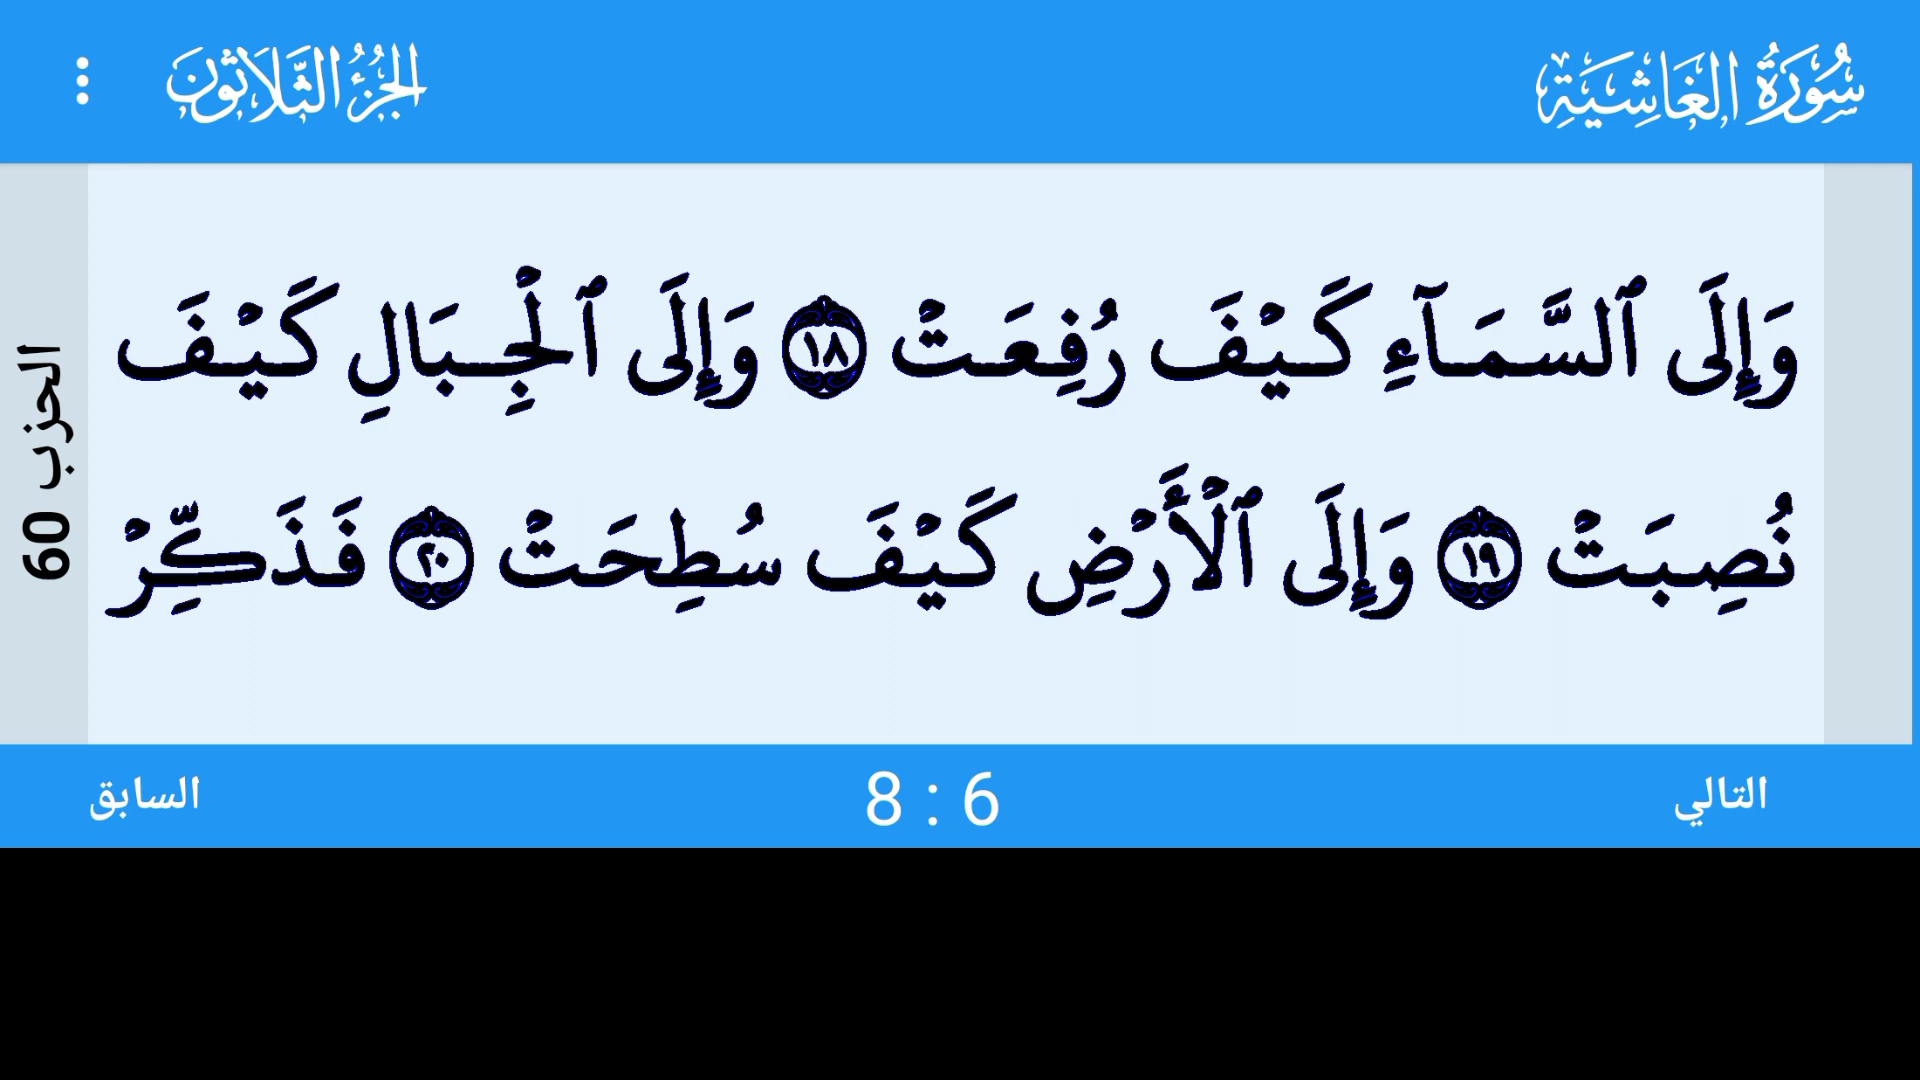 سُورَةُ الغَاشِيَةِ
الجُزْءُ الثَّلَاثُونَ
وَإِلَى ٱلسَّمَآءِ كَيْفَ رُفِعَتْ ١٨ وَإِلَى ٱلْجِبَالِ كَيْفَ
نُصِبَتْ ١٩ وَإِلَى ٱلْأَرْضِ كَيْفَ سُطِحَتْ ٢٠ فَذَكِّرْ
الحزب 60
التالي
8 : 6
السابق